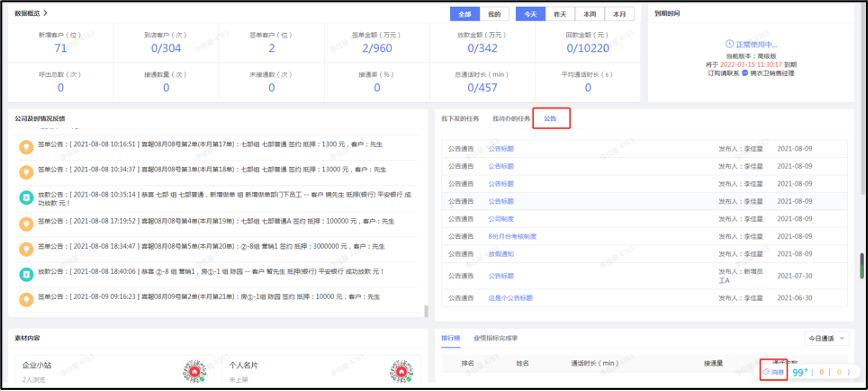 数据概览 >
全部 我的 今天 昨天 本周 本月
新增客户（位） 到店客户（次） 签单客户（位） 签单金额（万元） 放款金额（万元） 回款金额（元）
71 0/304 2 2/960 0/342 0/10220
呼出总数（次） 接通数量（次） 未接通数（次） 接通率（%） 总通话时长（min） 平均通话时长（s）
0 0 0 0 0/457 0
到期时间
正常使用中...
当前版本：高级版
将于 2022-03-15 11:30:17 到期
订购请联系 销售经理
公司及时情况反馈
签单公告：[ 2021-08-08 10:16:51 ] 喜报08月08号第2单(本月第17单)：七部组 七部普通 签约 抵押：1300 元，客户：先生
签单公告：[ 2021-08-08 10:34:37 ] 喜报08月08号第3单(本月第18单)：七部组 七部普通 签约 抵押：13000 元，客户：先生
放款公告：[ 2021-08-08 10:35:14 ] 恭喜 七部 组 七部普通，新增做单 组 新增做单部门下员工 -- 客户 先生 抵押(银行) 平安银行 成功放款 元！
签单公告：[ 2021-08-08 17:19:52 ] 喜报08月08号第4单(本月第19单)：七部组 七部普通A 签约 抵押：100000 元，客户：先生
签单公告：[ 2021-08-08 18:34:47 ] 喜报08月08号第5单(本月第20单)：②-8组 营销1 签约 抵押：3000000 元，客户：先生
放款公告：[ 2021-08-08 18:40:06 ] 恭喜 ②-8 组 营销1，房①-1 组 陈园 -- 客户 先生 抵押(银行) 平安银行 成功放款 元！
签单公告：[ 2021-08-09 09:16:23 ] 喜报08月09号第2单(本月第21单)：房①-1组 陈园 签约 抵押：10000 元，客户：先生
我下发的任务 我待办的任务 公告
公告通告 公告标题 发布人：李佳星 2021-08-09
公告通告 公告标题 发布人：李佳星 2021-08-09
公告通告 公告标题 发布人：李佳星 2021-08-09
公告通告 公告标题 发布人：李佳星 2021-08-09
公告通告 公司制度 发布人：李佳星 2021-08-09
公告通告 8份月份考核制度 发布人：李佳星 2021-08-09
公告通告 放假通知 发布人：李佳星 2021-08-09
公告通告 公告标题 发布人：新增员工A 2021-07-30
公告通告 这是个公告标题 发布人：李佳星 2021-06-30
素材内容
企业小站
2人浏览
个人名片
未上架
排行榜 业绩指标完成率
今日通话
排名 姓名 通话时长（min） 接通量
消息 99+ | 0 | 0